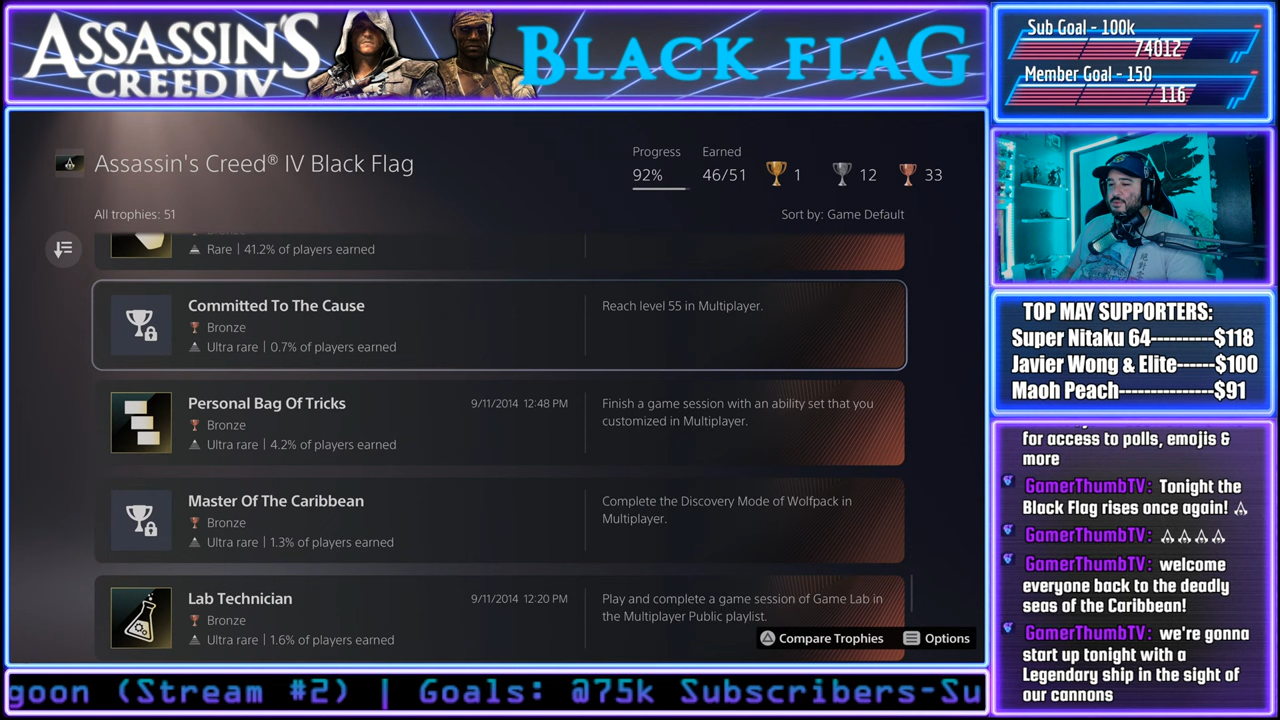 ASSASSIN'S
CREED IV
BLACK FLAG
Sub Goal - 100k
74012
Member Goal - 150
116
Assassin's Creed® IV Black Flag
Progress
92%
Earned
46/51
1
12
33
All trophies: 51
Sort by: Game Default
Rare | 41.2% of players earned
Committed To The Cause
Bronze
Ultra rare | 0.7% of players earned
Reach level 55 in Multiplayer.
Personal Bag Of Tricks
9/11/2014 12:48 PM
Bronze
Ultra rare | 4.2% of players earned
Finish a game session with an ability set that you
customized in Multiplayer.
Master Of The Caribbean
Bronze
Ultra rare | 1.3% of players earned
Complete the Discovery Mode of Wolfpack in
Multiplayer.
Lab Technician
9/11/2014 12:20 PM
Bronze
Ultra rare | 1.6% of players earned
Play and complete a game session of Game Lab in
the Multiplayer Public playlist.
Compare Trophies
Options
TOP MAY SUPPORTERS:
Super Nitaku 64----------$118
Javier Wong & Elite------$100
Maoh Peach---------------$91
for access to polls, emojis &
more
GamerThumbTV: Tonight the
Black Flag rises once again!
GamerThumbTV:
GamerThumbTV: welcome
everyone back to the deadly
seas of the Caribbean!
GamerThumbTV: we're gonna
start up tonight with a
Legendary ship in the sight of
our cannons
goon (Stream #2) | Goals: @75k Subscribers-Su